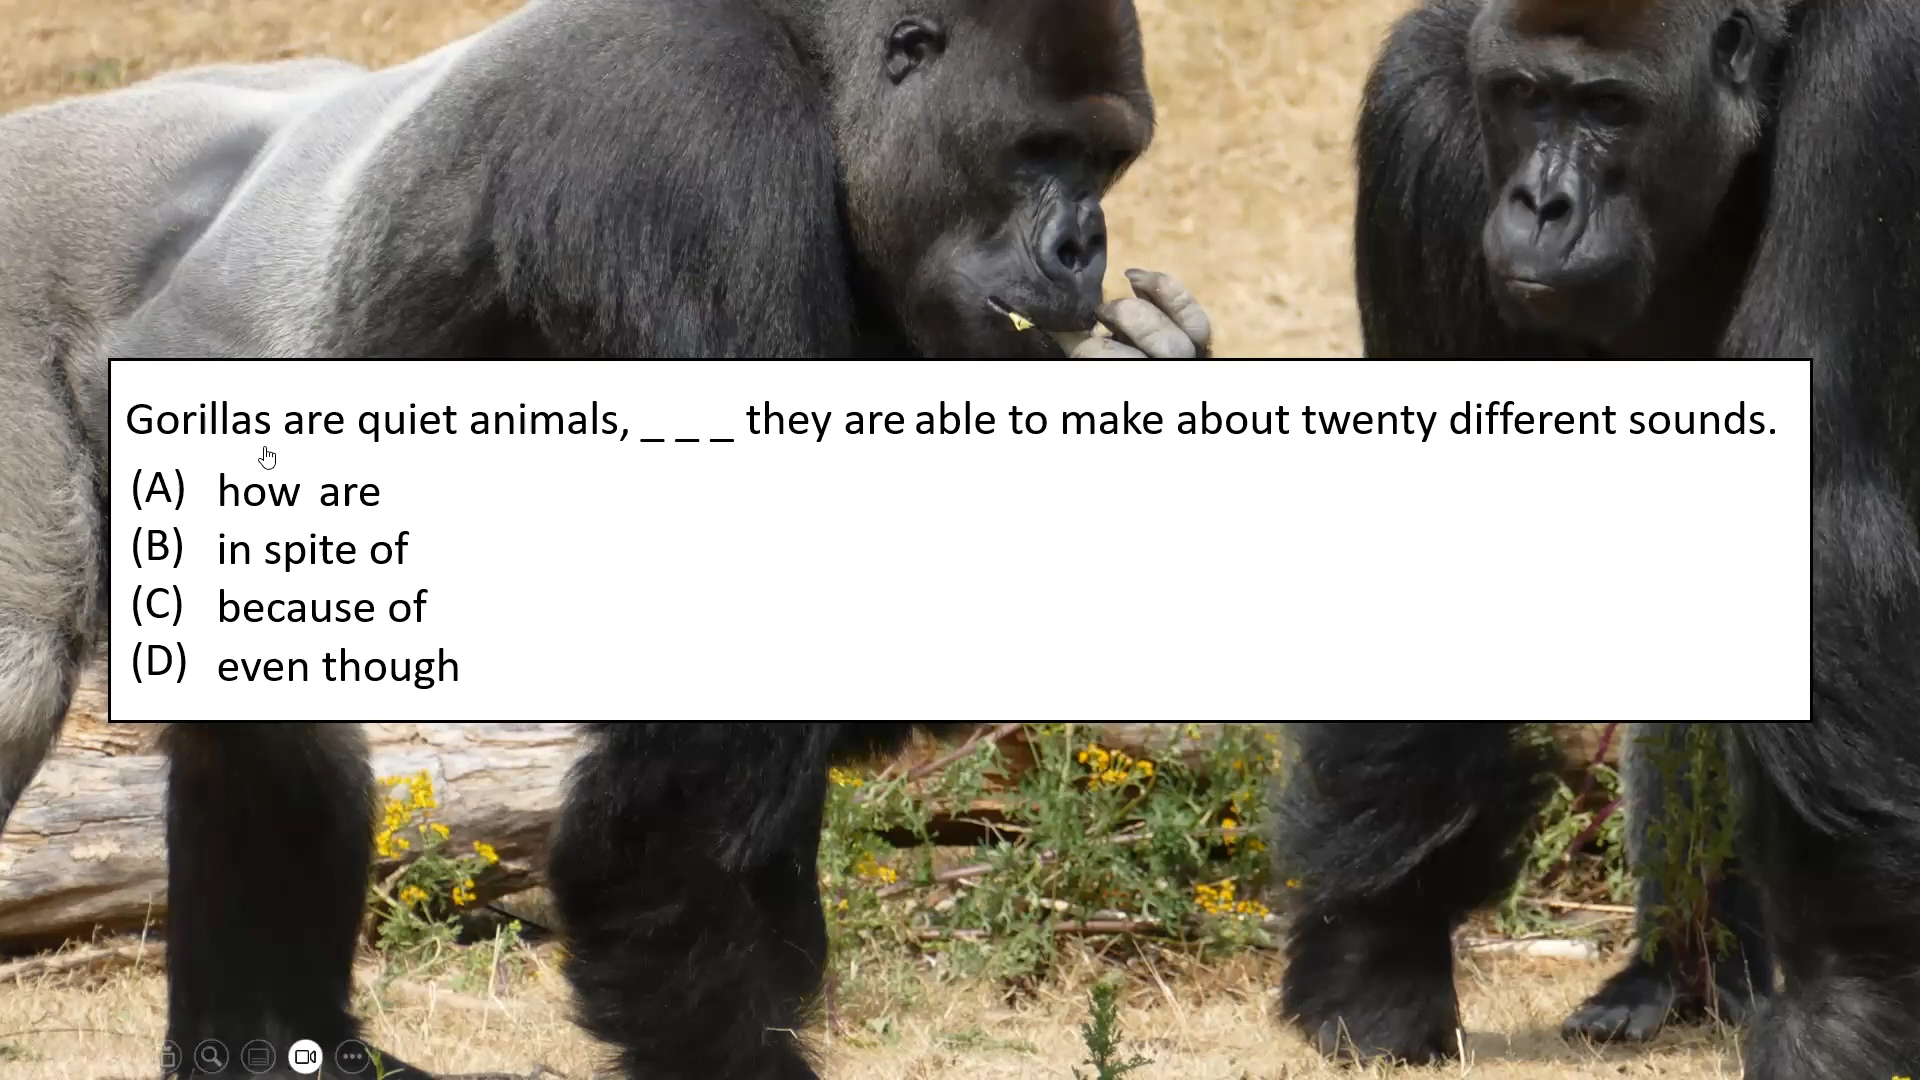 Gorillas are quiet animals, _ _ _ they are able to make about twenty different sounds.
(A) how are
(B) in spite of
(C) because of
(D) even though